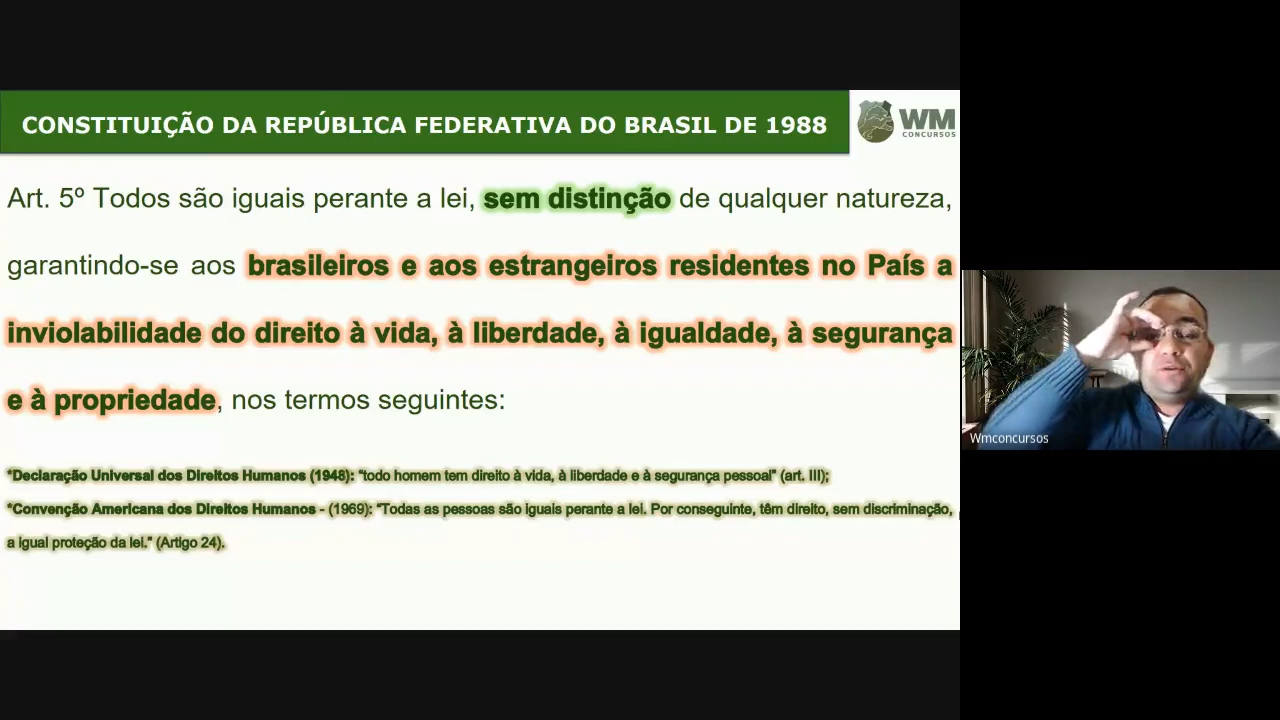 CONSTITUIÇÃO DA REPÚBLICA FEDERATIVA DO BRASIL DE 1988
WM
CONCURSOS
Art. 5º Todos são iguais perante a lei, sem distinção de qualquer natureza,
garantindo-se aos brasileiros e aos estrangeiros residentes no País a
inviolabilidade do direito à vida, à liberdade, à igualdade, à segurança
e à propriedade, nos termos seguintes:
*Declaração Universal dos Direitos Humanos (1948): "todo homem tem direito à vida, à liberdade e à segurança pessoal" (art. III);
*Convenção Americana dos Direitos Humanos - (1969): "Todas as pessoas são iguais perante a lei. Por conseguinte, têm direito, sem discriminação,
a igual proteção da lei." (Artigo 24).
Wmconcursos